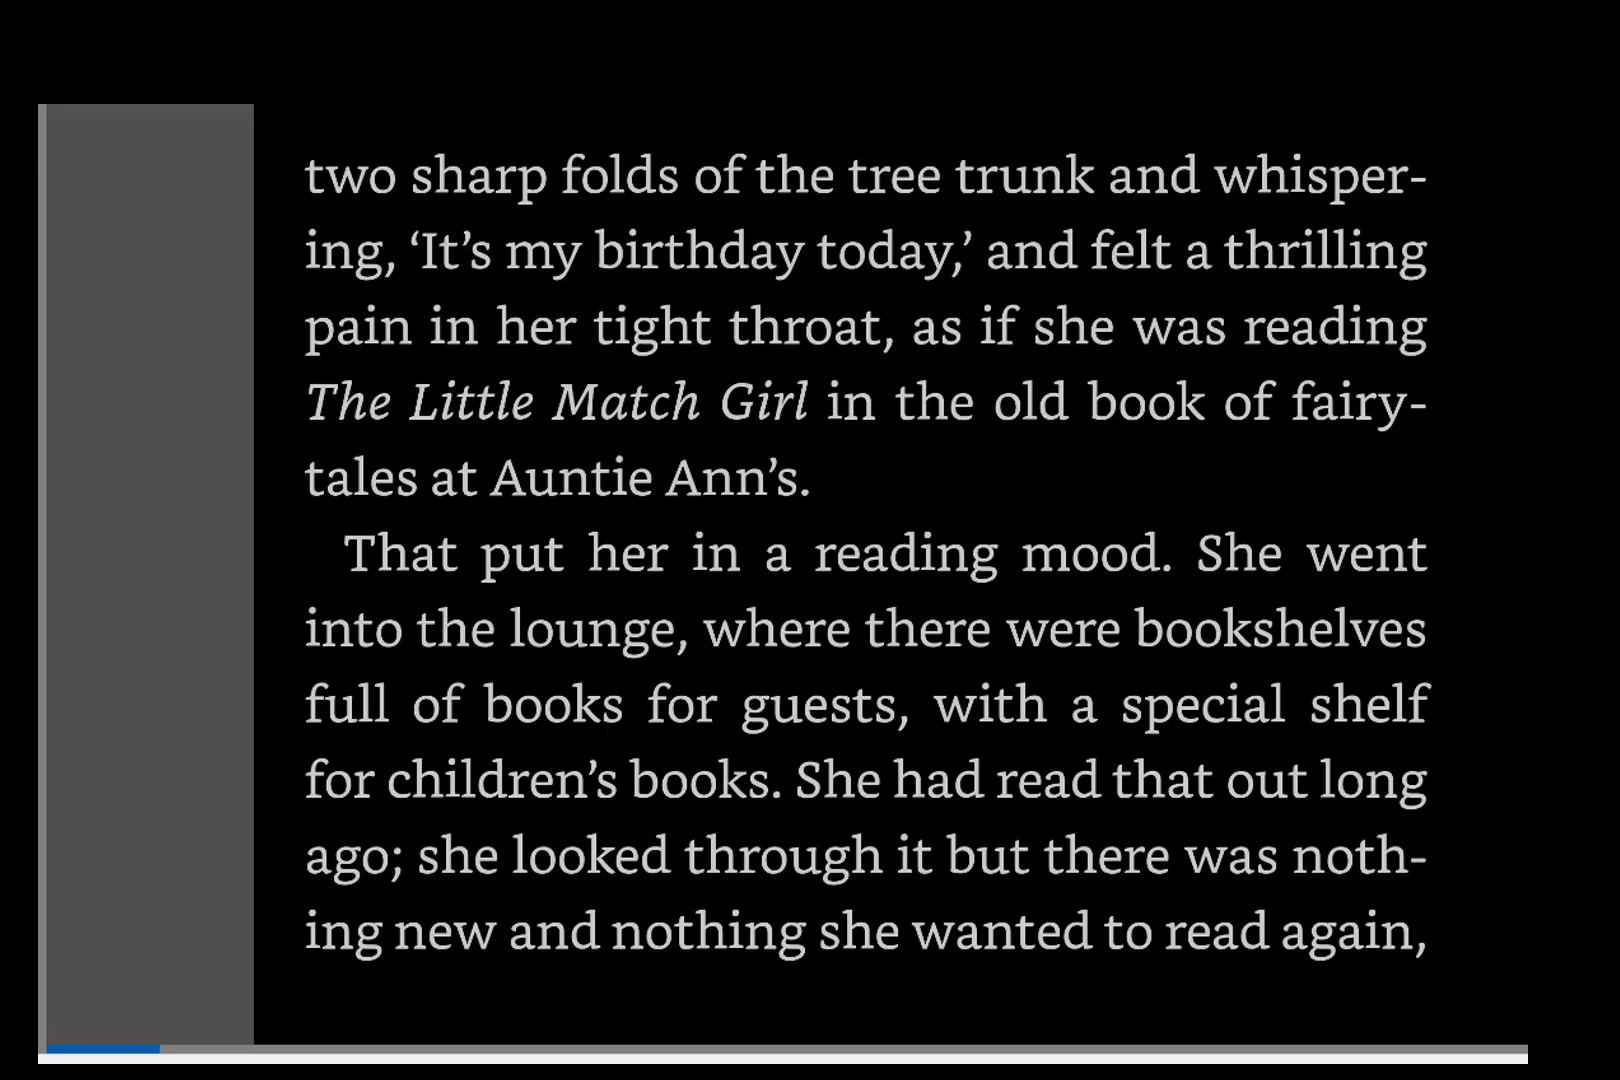 two sharp folds of the tree trunk and whisper-
ing, ‘It’s my birthday today,’ and felt a thrilling
pain in her tight throat, as if she was reading
The Little Match Girl in the old book of fairy-
tales at Auntie Ann’s.
That put her in a reading mood. She went
into the lounge, where there were bookshelves
full of books for guests, with a special shelf
for children’s books. She had read that out long
ago; she looked through it but there was noth-
ing new and nothing she wanted to read again,